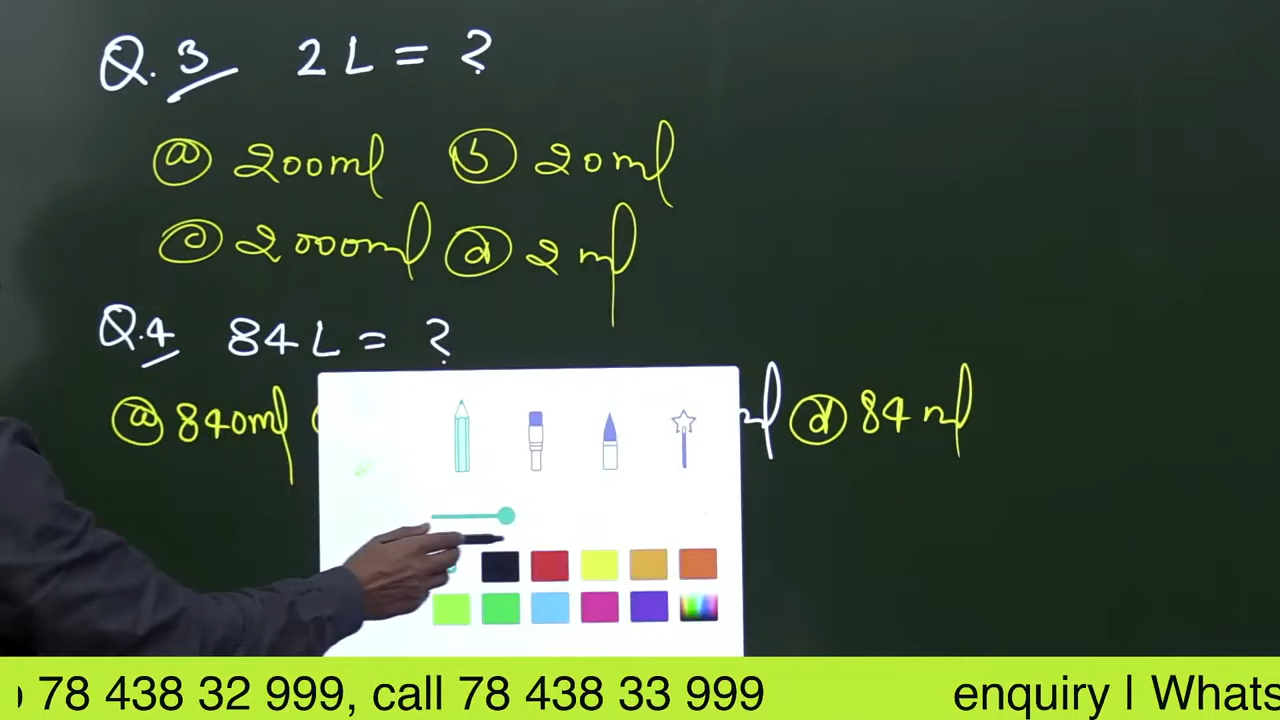 Q.3 2L = ?
ⓐ 200ml ⓑ 20ml
ⓒ 2000ml ⓓ 2ml
Q.4 84L = ?
ⓐ 840ml ml ⓓ 84ml
78 438 32 999, call 78 438 33 999 enquiry | Whats